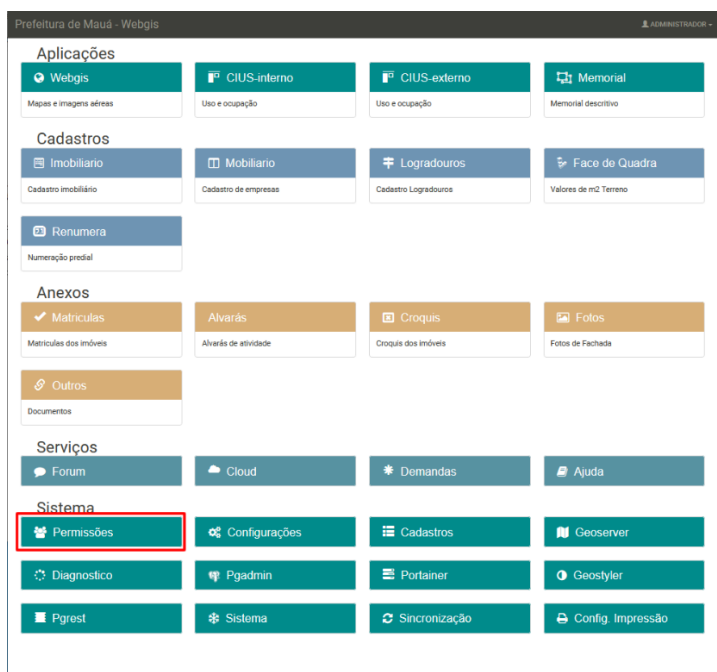 Prefeitura de Mauá - Webgis ADMINISTRADOR
Aplicações
Webgis CIUS-interno CIUS-externo Memorial
Mapas e imagens aéreas Uso e ocupação Uso e ocupação Memorial descritivo
Cadastros
Imobiliario Mobiliario Logradouros Face de Quadra
Cadastro imobiliário Cadastro de empresas Cadastro Logradouros Valores de m2 Terreno
Renumera
Numeração predial
Anexos
Matriculas Alvarás Croquis Fotos
Matriculas dos imóveis Alvarás de atividade Croquis dos imóveis Fotos de Fachada
Outros
Documentos
Serviços
Forum Cloud Demandas Ajuda
Sistema
Permissões Configurações Cadastros Geoserver
Diagnostico Pgadmin Portainer Geostyler
Pgrest Sistema Sincronização Config. Impressão